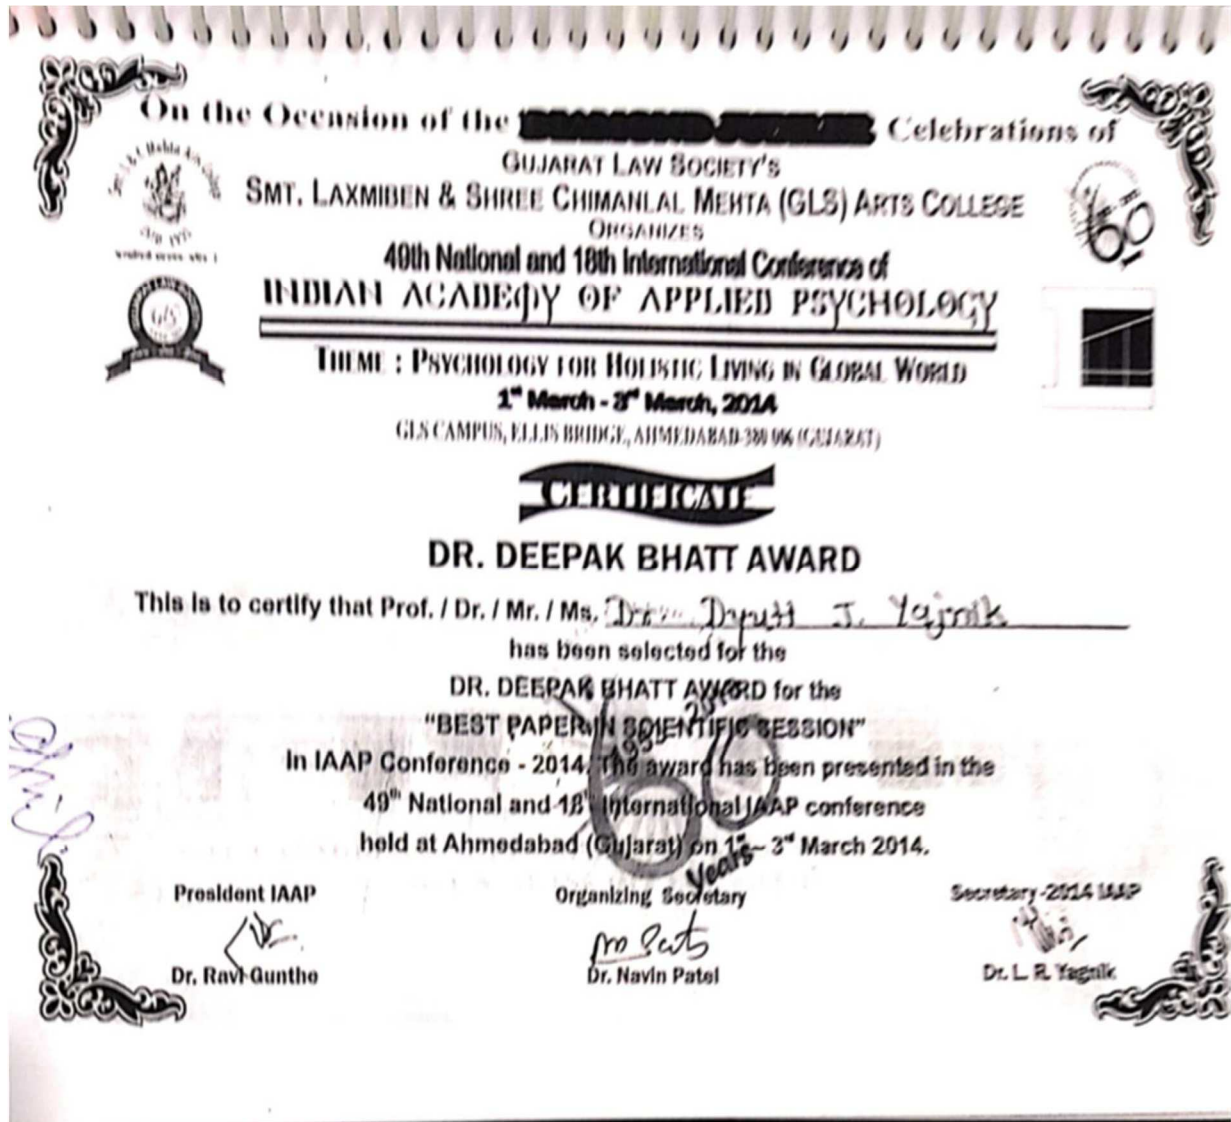 On the Occasion of the DIAMOND JUBILEE Celebrations of
GUJARAT LAW SOCIETY'S
SMT. LAXMIBEN & SHREE CHIMANLAL MEHTA (GLS) ARTS COLLEGE
ORGANIZES
49th National and 18th International Conference of
INDIAN ACADEMY OF APPLIED PSYCHOLOGY
THEME : PSYCHOLOGY FOR HOLISTIC LIVING IN GLOBAL WORLD
1st March - 3rd March, 2014
GLS CAMPUS, ELLIS BRIDGE, AHMEDABAD-380 006 (GUJARAT)
CERTIFICATE
DR. DEEPAK BHATT AWARD
This is to certify that Prof. / Dr. / Mr. / Ms. Dr. Dyuti J. Yajnik
has been selected for the
DR. DEEPAK BHATT AWARD for the
"BEST PAPER IN SCIENTIFIC SESSION"
In IAAP Conference - 2014. The award has been presented in the
49th National and 18th International IAAP conference
held at Ahmedabad (Gujarat) on 1st – 3rd March 2014.
60
Years
President IAAP
Organizing Secretary
Secretary-2014 IAAP
Dr. Ravi Gunthe
Dr. Navin Patel
Dr. L. R. Yagnik